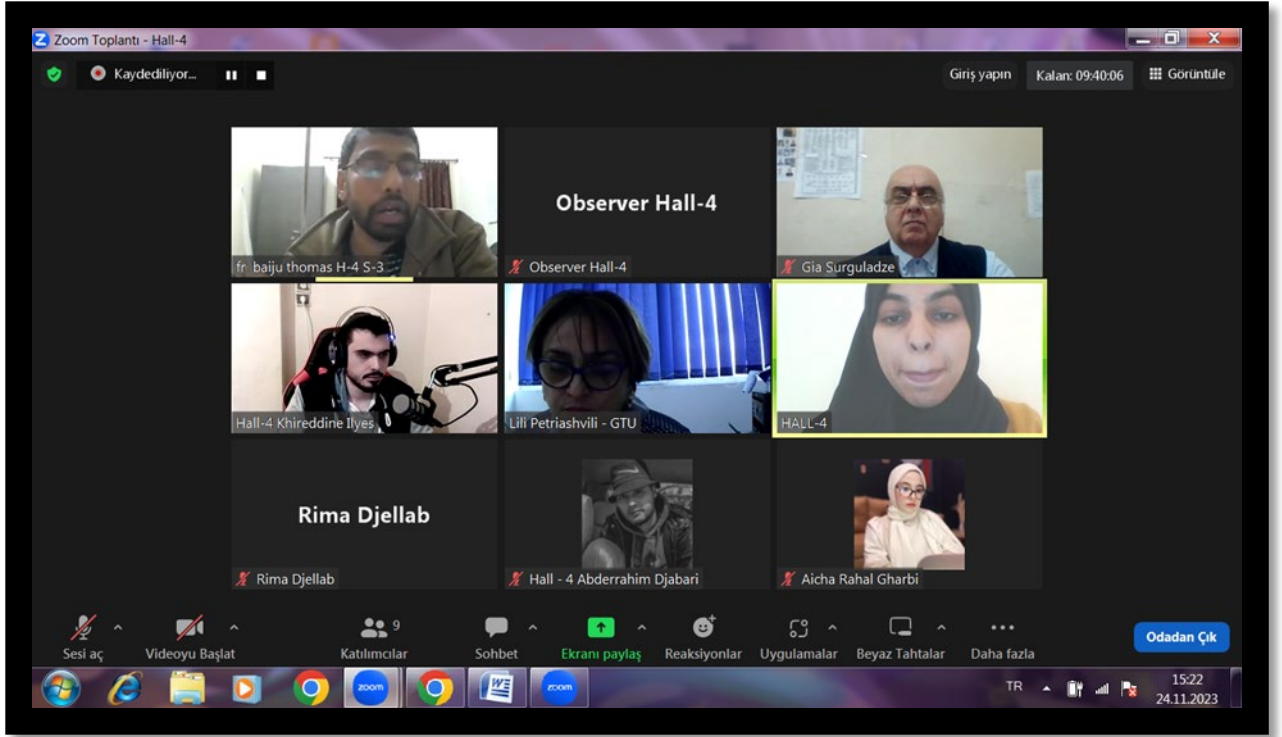 Zoom Toplantı - Hall-4
Kaydediliyor...
Giriş yapın
Kalan: 09:40:06
Görüntüle
fr baiju thomas H-4 S-3
Observer Hall-4
Observer Hall-4
Gia Surguladze
Hall-4 Khireddine Ilyes
Lili Petriashvili - GTU
HALL-4
Rima Djellab
Rima Djellab
Hall - 4 Abderrahim Djabari
Aicha Rahal Gharbi
Sesi aç
Videoyu Başlat
9
Katılımcılar
Sohbet
Ekranı paylaş
Reaksiyonlar
Uygulamalar
Beyaz Tahtalar
Daha fazla
Odadan Çık
zoom
zoom
TR
15:22
24.11.2023